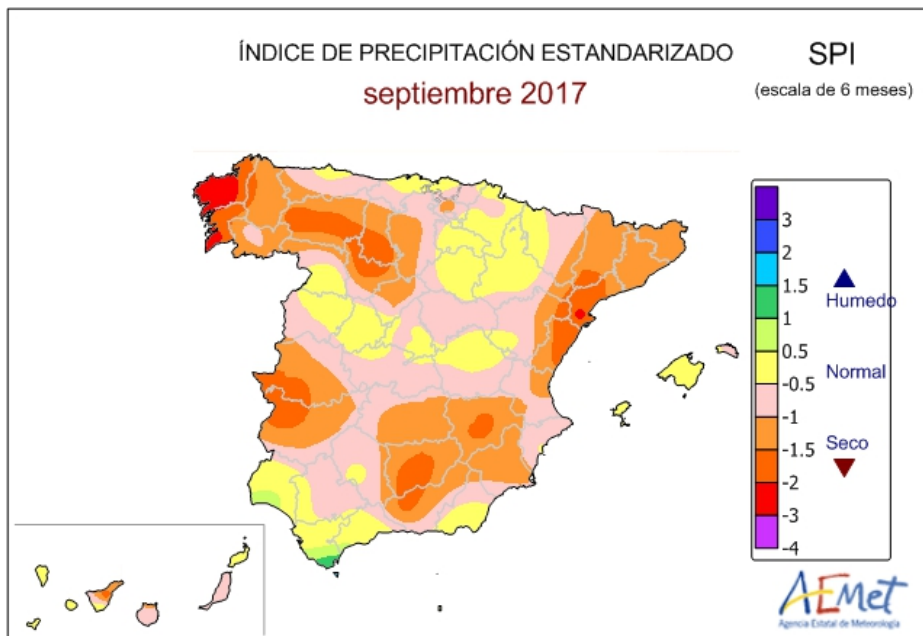 ÍNDICE DE PRECIPITACIÓN ESTANDARIZADO
septiembre 2017
SPI
(escala de 6 meses)
3
2
1.5
1
0.5
-0.5
-1
-1.5
-2
-3
-4
Humedo
Normal
Seco
AEmet
Agencia Estatal de Meteorología